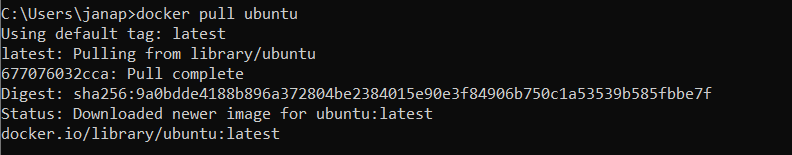 C:\Users\janap>docker pull ubuntu
Using default tag: latest
latest: Pulling from library/ubuntu
677076032cca: Pull complete
Digest: sha256:9a0bdde4188b896a372804be2384015e90e3f84906b750c1a53539b585fbbe7f
Status: Downloaded newer image for ubuntu:latest
docker.io/library/ubuntu:latest